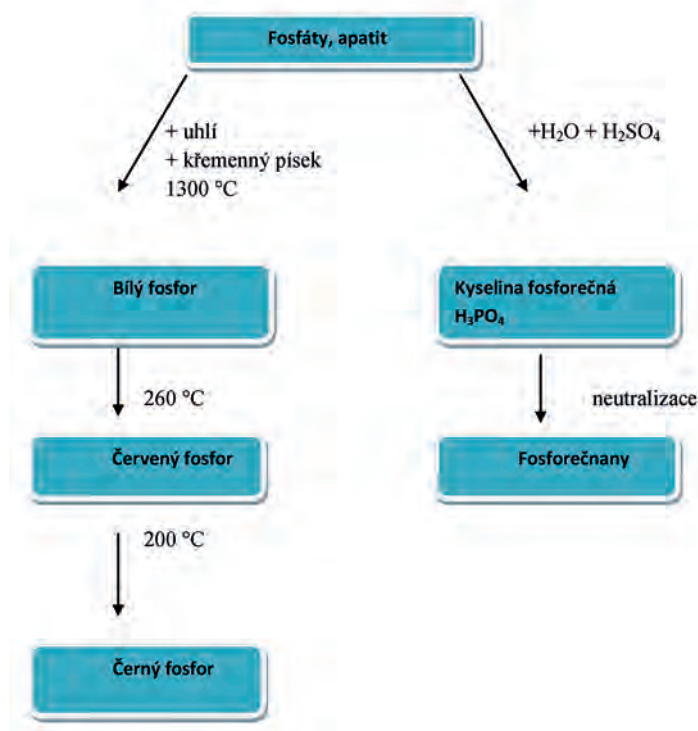 Fosfáty, apatit
+ uhlí
+ křemenný písek
1300 °C
+H₂O + H₂SO₄
Bílý fosfor
Kyselina fosforečná
H₃PO₄
260 °C
neutralizace
Červený fosfor
Fosforečnany
200 °C
Černý fosfor